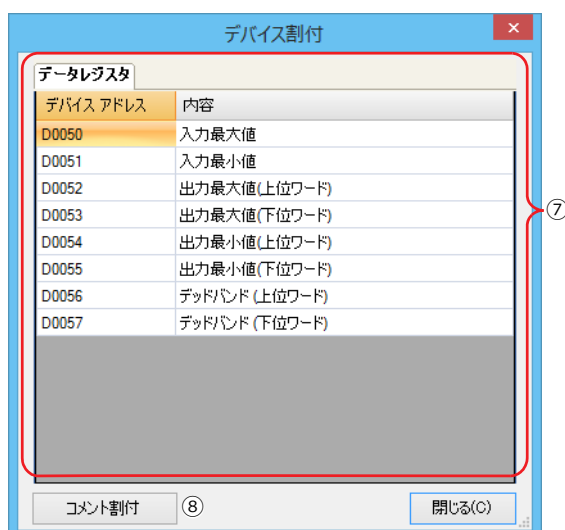 デバイス割付
×
データレジスタ
デバイス アドレス 内容
D0050 入力最大値
D0051 入力最小値
D0052 出力最大値(上位ワード)
D0053 出力最大値(下位ワード)
D0054 出力最小値(上位ワード)
D0055 出力最小値(下位ワード)
D0056 デッドバンド (上位ワード)
D0057 デッドバンド (下位ワード)
⑦
コメント割付 ⑧ 閉じる(C)